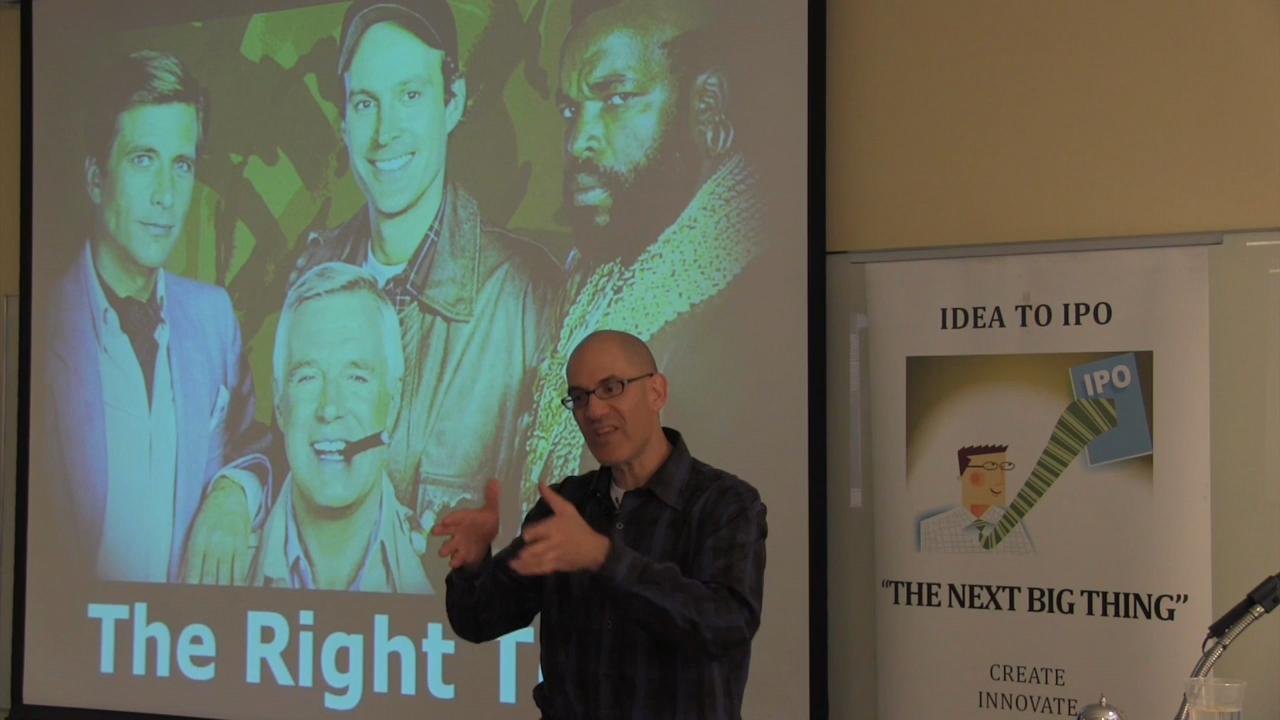 The Right T
IDEA TO IPO
IPO
"THE NEXT BIG THING"
CREATE
INNOVATE